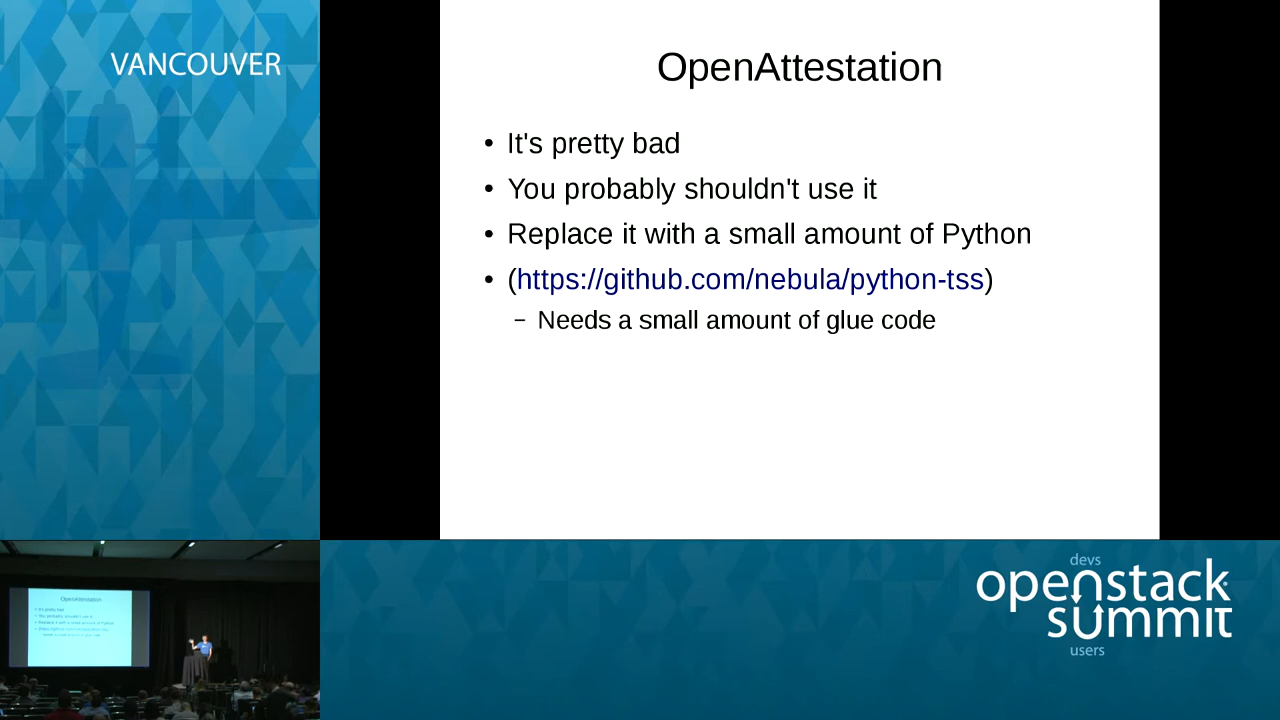 VANCOUVER
OpenAttestation
• It's pretty bad
• You probably shouldn't use it
• Replace it with a small amount of Python
• (https://github.com/nebula/python-tss)
– Needs a small amount of glue code
devs
openstack
summit
users
OpenAttestation